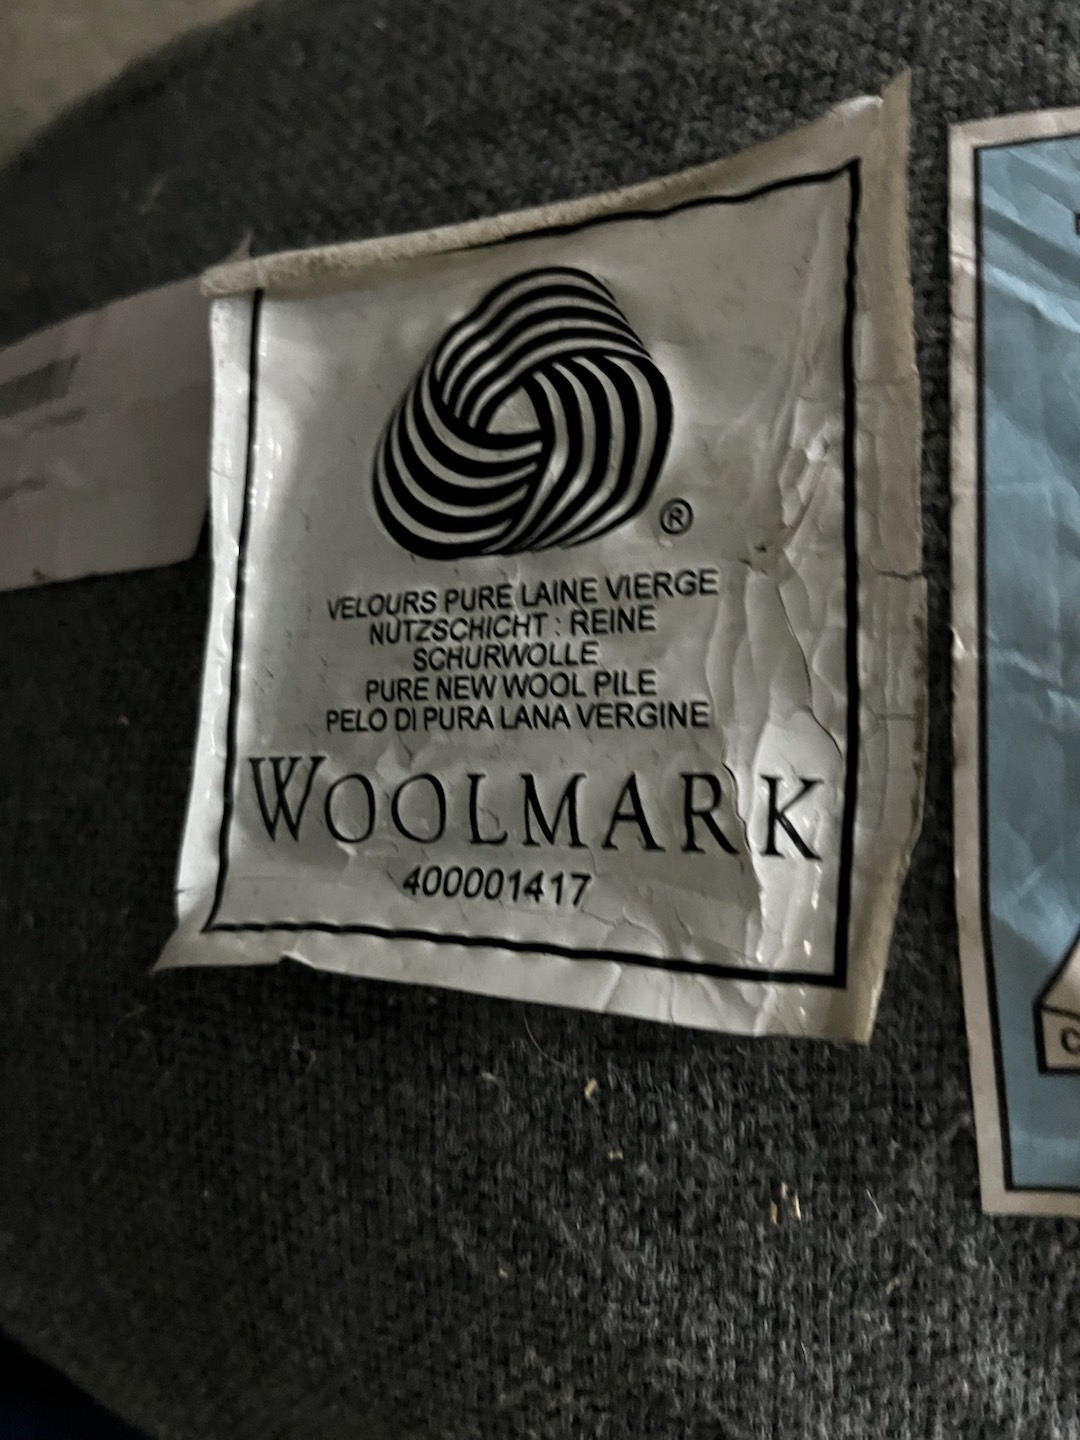 ®
VELOURS PURE LAINE VIERGE
NUTZSCHICHT : REINE
SCHURWOLLE
PURE NEW WOOL PILE
PELO DI PURA LANA VERGINE
WOOLMARK
400001417